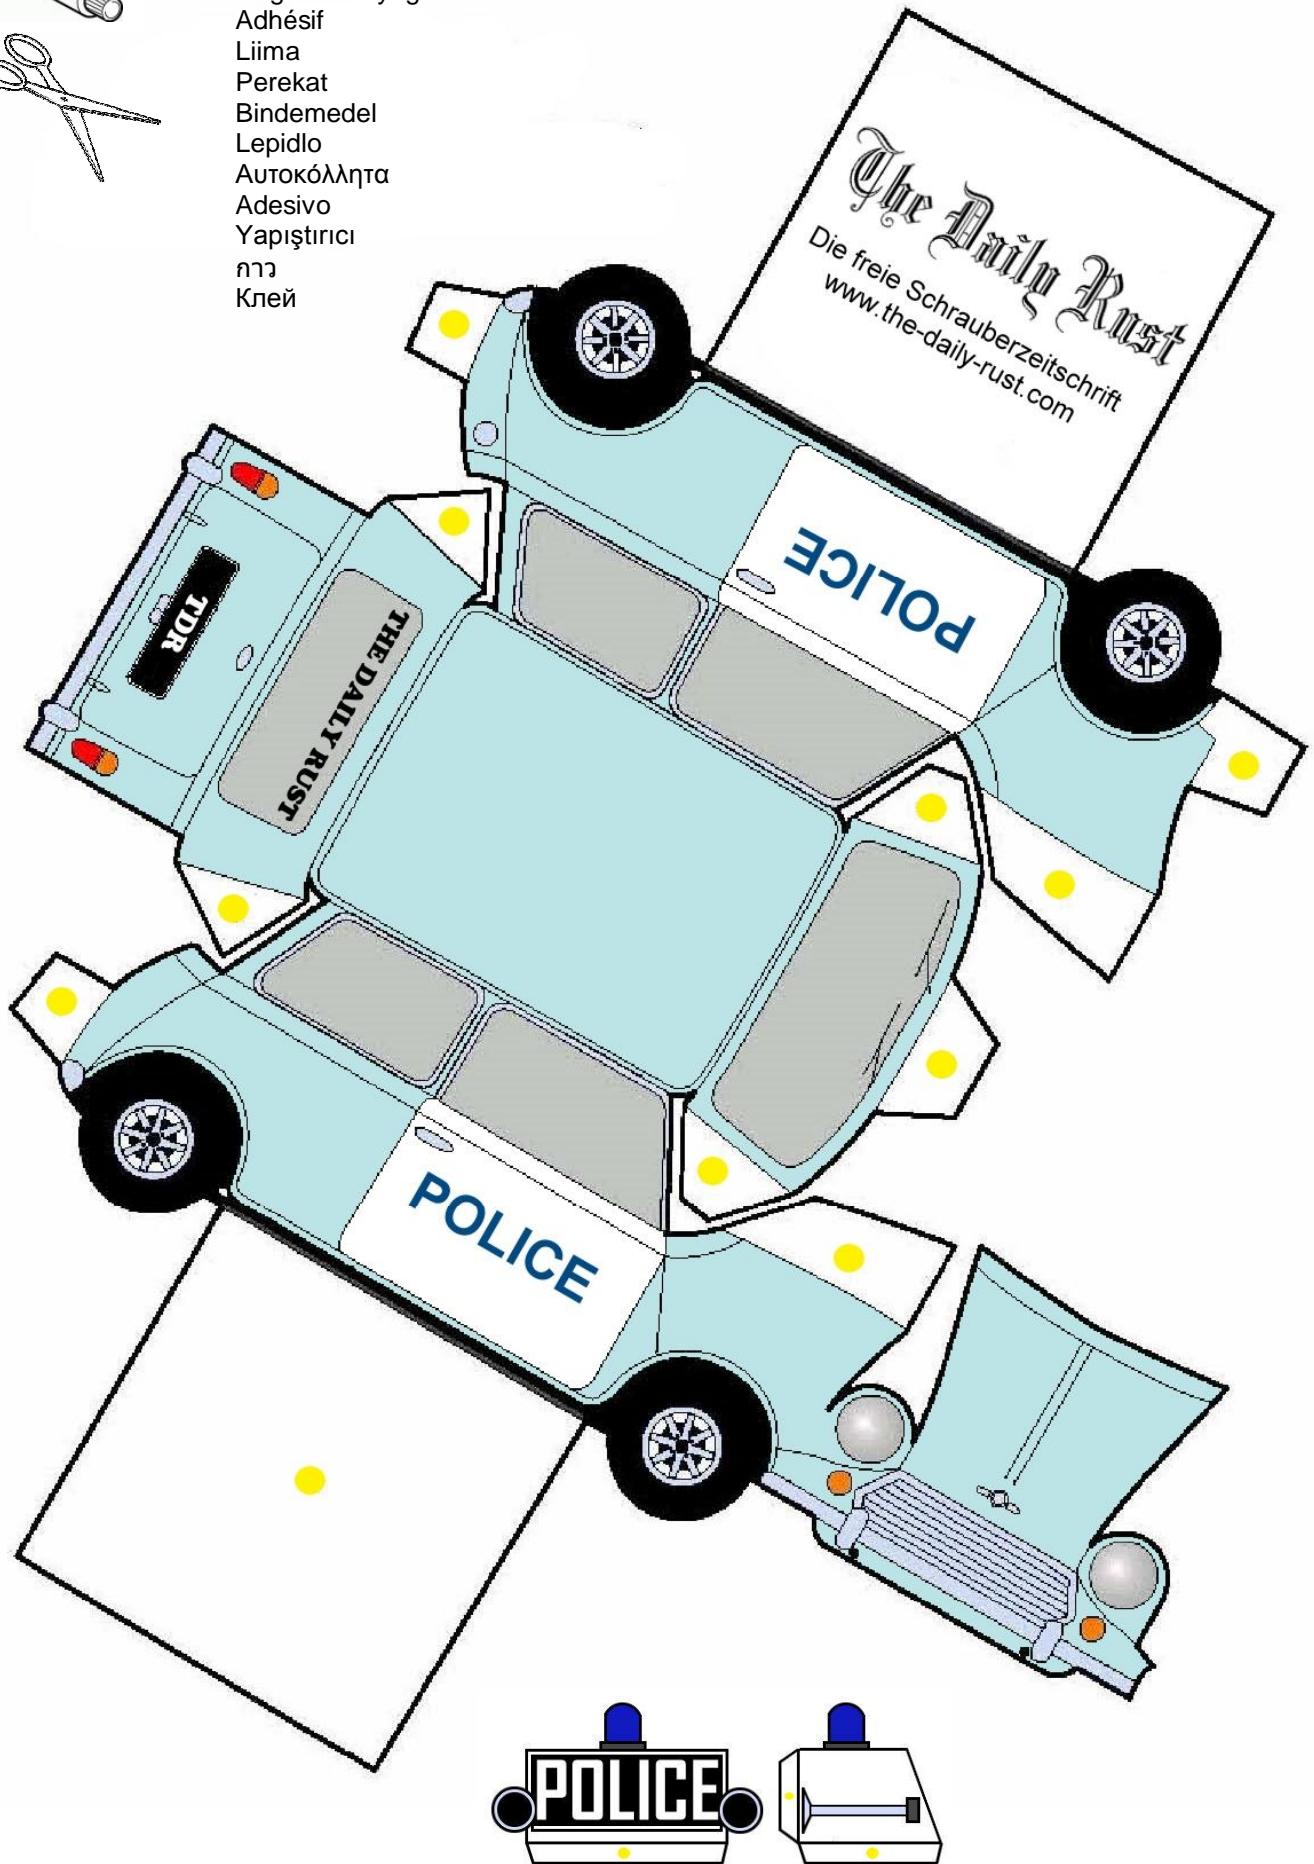 Adhésif
Liima
Perekat
Bindemedel
Lepidlo
Αυτοκόλλητα
Adesivo
Yapıştırıcı
กาว
Клей
The Daily Rust
Die freie Schrauberzeitschrift
www.the-daily-rust.com
POLICE
TDR
THE DAILY RUST
POLICE
POLICE